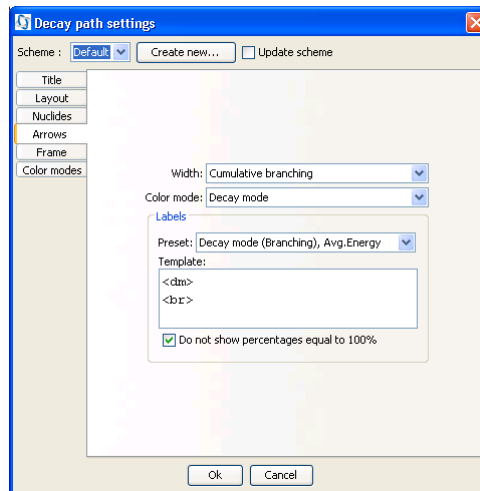 Decay path settings
Scheme : Default Create new... Update scheme
Title
Layout
Nuclides
Arrows
Frame
Color modes
Width: Cumulative branching
Color mode: Decay mode
Labels
Preset: Decay mode (Branching), Avg.Energy
Template:
<dm>
<br>
Do not show percentages equal to 100%
Ok Cancel